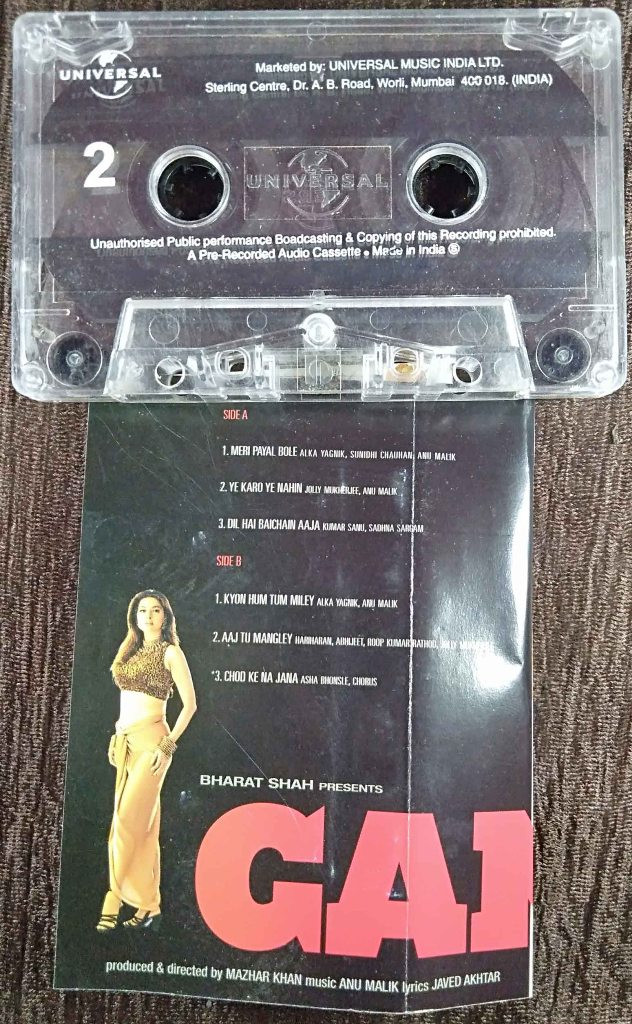 UNIVERSAL
Marketed by: UNIVERSAL MUSIC INDIA LTD.
Sterling Centre, Dr. A. B. Road, Worli, Mumbai 400 018. (INDIA)
2
UNIVERSAL
Unauthorised Public performance Boadcasting & Copying of this Recording prohibited.
A Pre-Recorded Audio Cassette • Made in India Ⓢ
SIDE A
1. MERI PAYAL BOLE ALKA YAGNIK, SUNIDHI CHAUHAN, ANU MALIK
2. YE KARO YE NAHIN JOLLY MUKHERJEE, ANU MALIK
3. DIL HAI BAICHAIN AAJA KUMAR SANU, SADHNA SARGAM
SIDE B
1. KYON HUM TUM MILEY ALKA YAGNIK, ANU MALIK
2. AAJ TU MANGLEY HARIHARAN, ABHIJEET, ROOP KUMAR RATHOD,
*3. CHOD KE NA JANA ASHA BHONSLE, CHORUS
BHARAT SHAH PRESENTS
GAN
produced & directed by MAZHAR KHAN music ANU MALIK lyrics JAVED AKHTAR